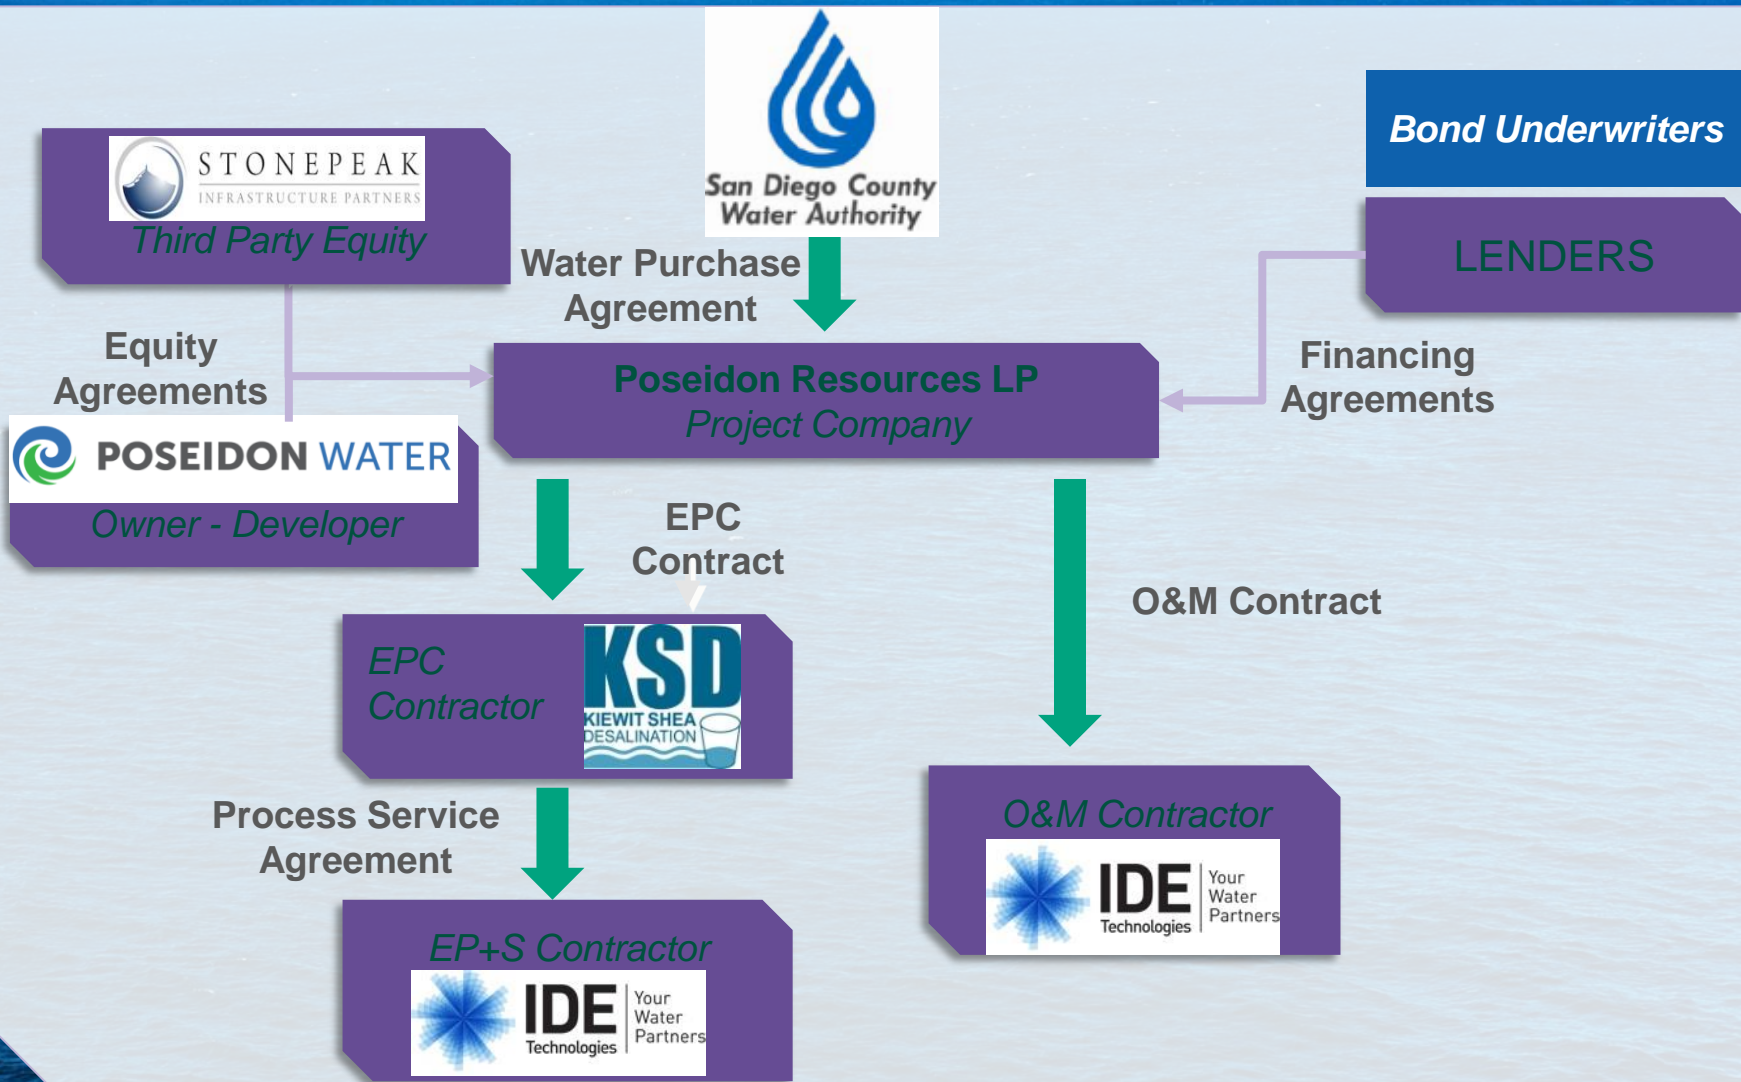 San Diego County
Water Authority
Bond Underwriters
STONEPEAK
INFRASTRUCTURE PARTNERS
Third Party Equity
LENDERS
Water Purchase
Agreement
Equity
Agreements
Poseidon Resources LP
Project Company
Financing
Agreements
POSEIDON WATER
Owner - Developer
EPC
Contract
O&M Contract
EPC
Contractor
KSD
KIEWIT SHEA
DESALINATION
Process Service
Agreement
O&M Contractor
IDE
Technologies
Your
Water
Partners
EP+S Contractor
IDE
Technologies
Your
Water
Partners